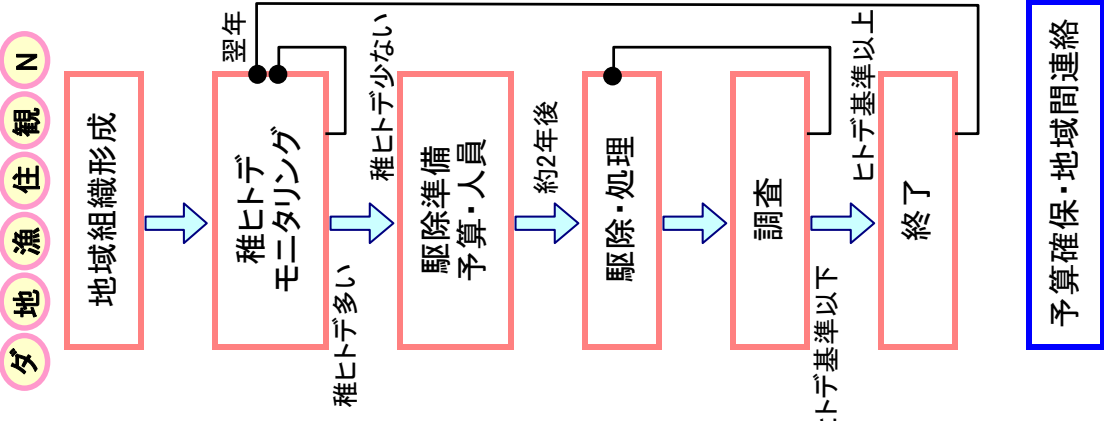 ダ 地 漁 住 観 N
地域組織形成
翌年
稚ヒトデ
モニタリング
稚ヒトデ多い
稚ヒトデ少ない
駆除準備
予算・人員
約2年後
駆除・処理
調査
トデ基準以下
ヒトデ基準以上
終了
予算確保・地域間連絡